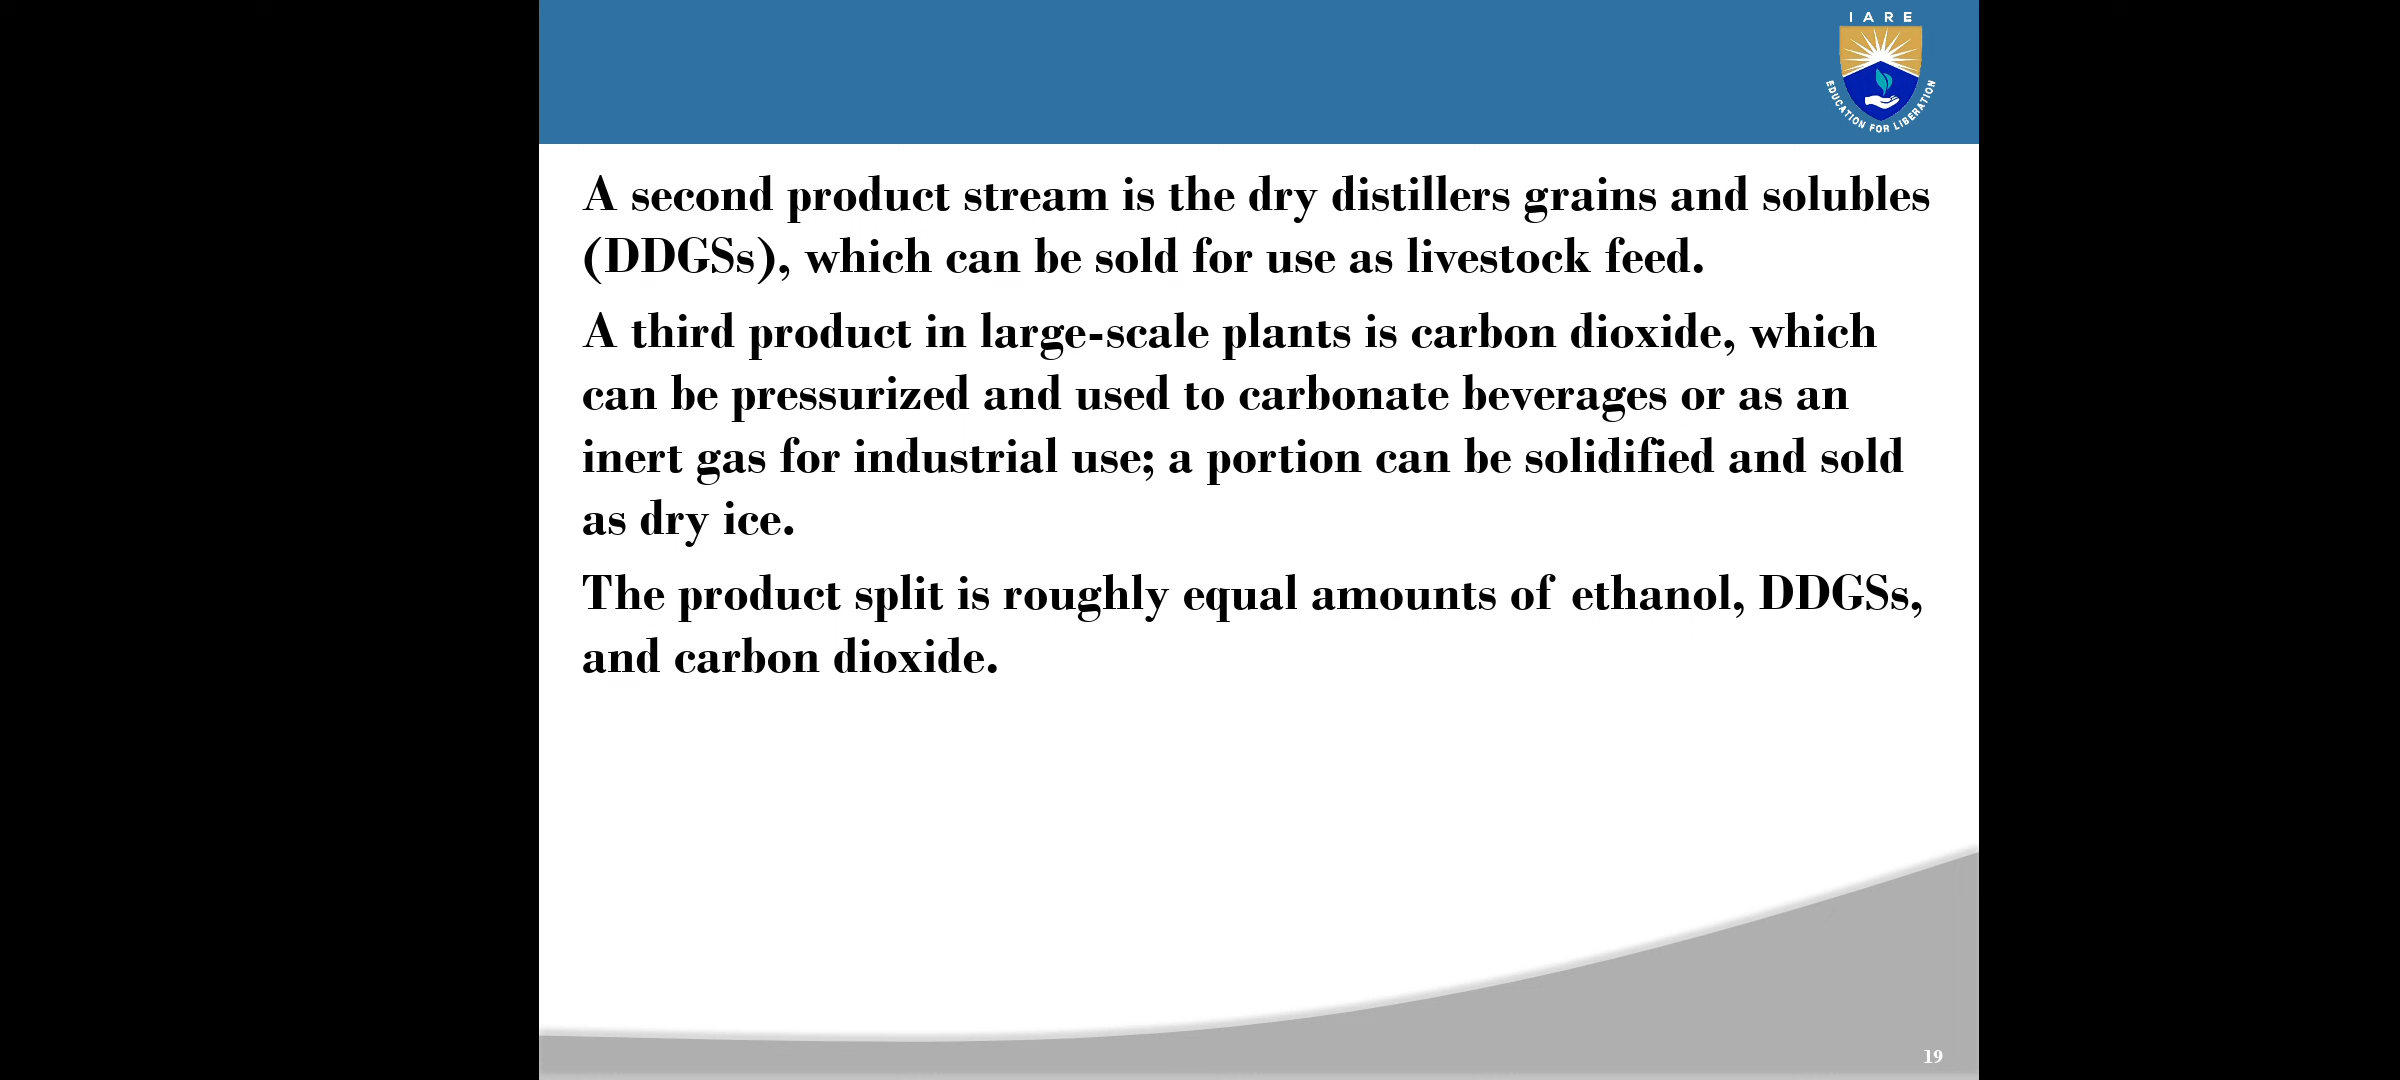 IARE
EDUCATION FOR LIBERATION
A second product stream is the dry distillers grains and solubles
(DDGSs), which can be sold for use as livestock feed.
A third product in large-scale plants is carbon dioxide, which
can be pressurized and used to carbonate beverages or as an
inert gas for industrial use; a portion can be solidified and sold
as dry ice.
The product split is roughly equal amounts of ethanol, DDGSs,
and carbon dioxide.
19